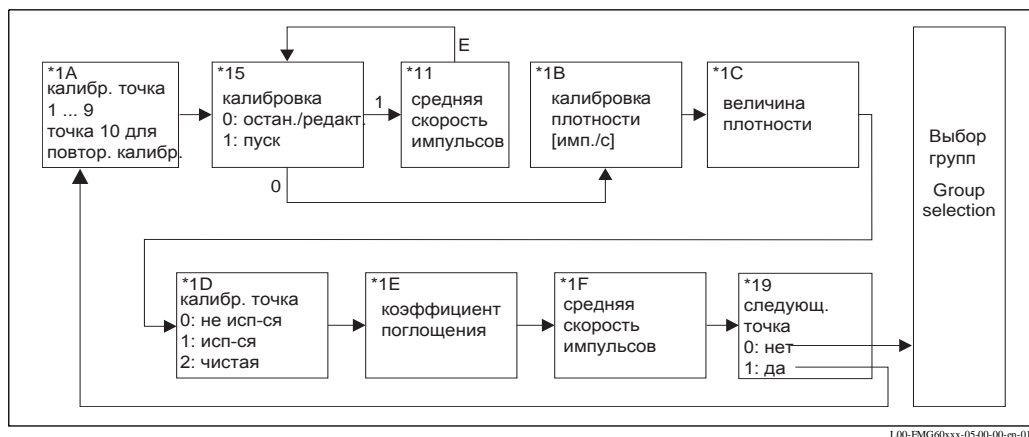 E
*1A
калибр. точка
1 ... 9
точка 10 для
повтор. калибр.
*15
калибровка
0: остан./редакт.
1: пуск
1
0
*11
средняя
скорость
импульсов
*1B
калибровка
плотности
[имп./с]
*1C
величина
плотности
Выбор
групп
Group
selection
*1D
калибр. точка
0: не исп-ся
1: исп-ся
2: чистая
*1E
коэффициент
поглощения
*1F
средняя
скорость
импульсов
*19
следующ.
точка
0: нет
1: да
L00-FMG60xxx-05-00-00-en-01